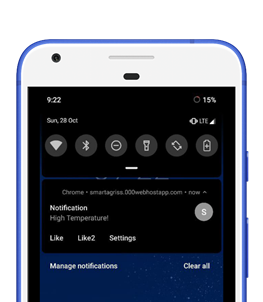 9:22 15%
Sun, 28 Oct LTE
Chrome • smartagriss.000webhostapp.com • now
Notification
High Temperature!
S
Like Like2 Settings
Manage notifications Clear all